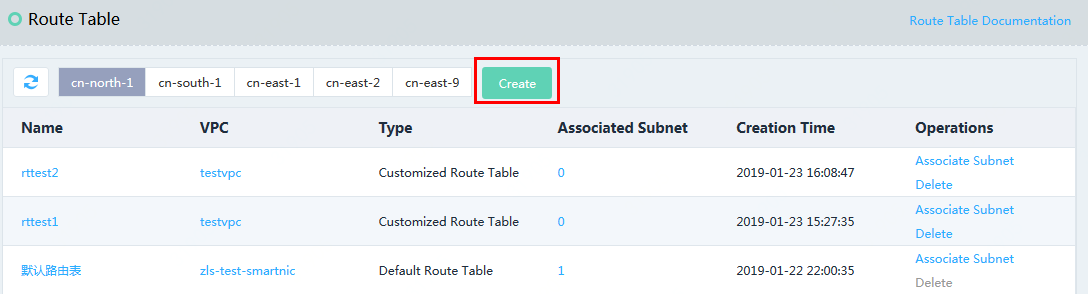 Route Table
Route Table Documentation
cn-north-1 cn-south-1 cn-east-1 cn-east-2 cn-east-9 Create
Name VPC Type Associated Subnet Creation Time Operations
rttest2 testvpc Customized Route Table 0 2019-01-23 16:08:47 Associate Subnet
Delete
rttest1 testvpc Customized Route Table 0 2019-01-23 15:27:35 Associate Subnet
Delete
默认路由表 zls-test-smartnic Default Route Table 1 2019-01-22 22:00:35 Associate Subnet
Delete